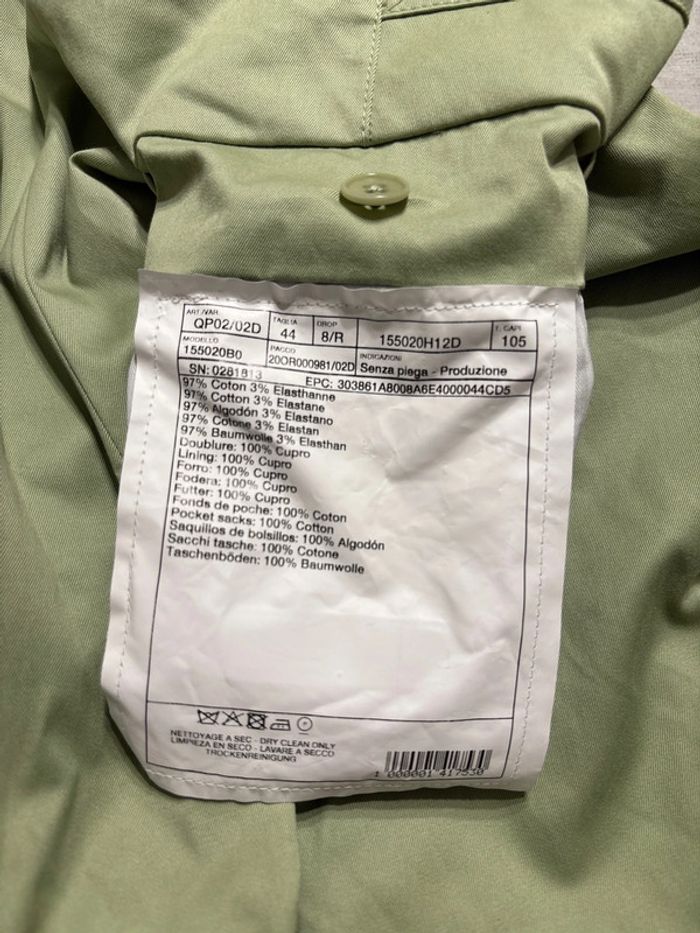 ART./VAR. TAGLIA DROP T. CAPI
QP02/02D 44 8/R 155020H12D 105
MODELLO PACCO INDICAZIONI
155020B0 20OR000981/02D Senza piega - Produzione
SN: 0281813 EPC: 303861A8008A6E4000044CD5
97% Coton 3% Elasthanne
97% Cotton 3% Elastane
97% Algodón 3% Elastano
97% Cotone 3% Elastan
97% Baumwolle 3% Elasthan
Doublure: 100% Cupro
Lining: 100% Cupro
Forro: 100% Cupro
Fodera: 100% Cupro
Futter: 100% Cupro
Fonds de poche: 100% Coton
Pocket sacks: 100% Cotton
Saquillos de bolsillos: 100% Algodón
Sacchi tasche: 100% Cotone
Taschenböden: 100% Baumwolle
NETTOYAGE A SEC - DRY CLEAN ONLY
LIMPIEZA EN SECO - LAVARE A SECCO
TROCKENREINIGUNG
1 000001 417530